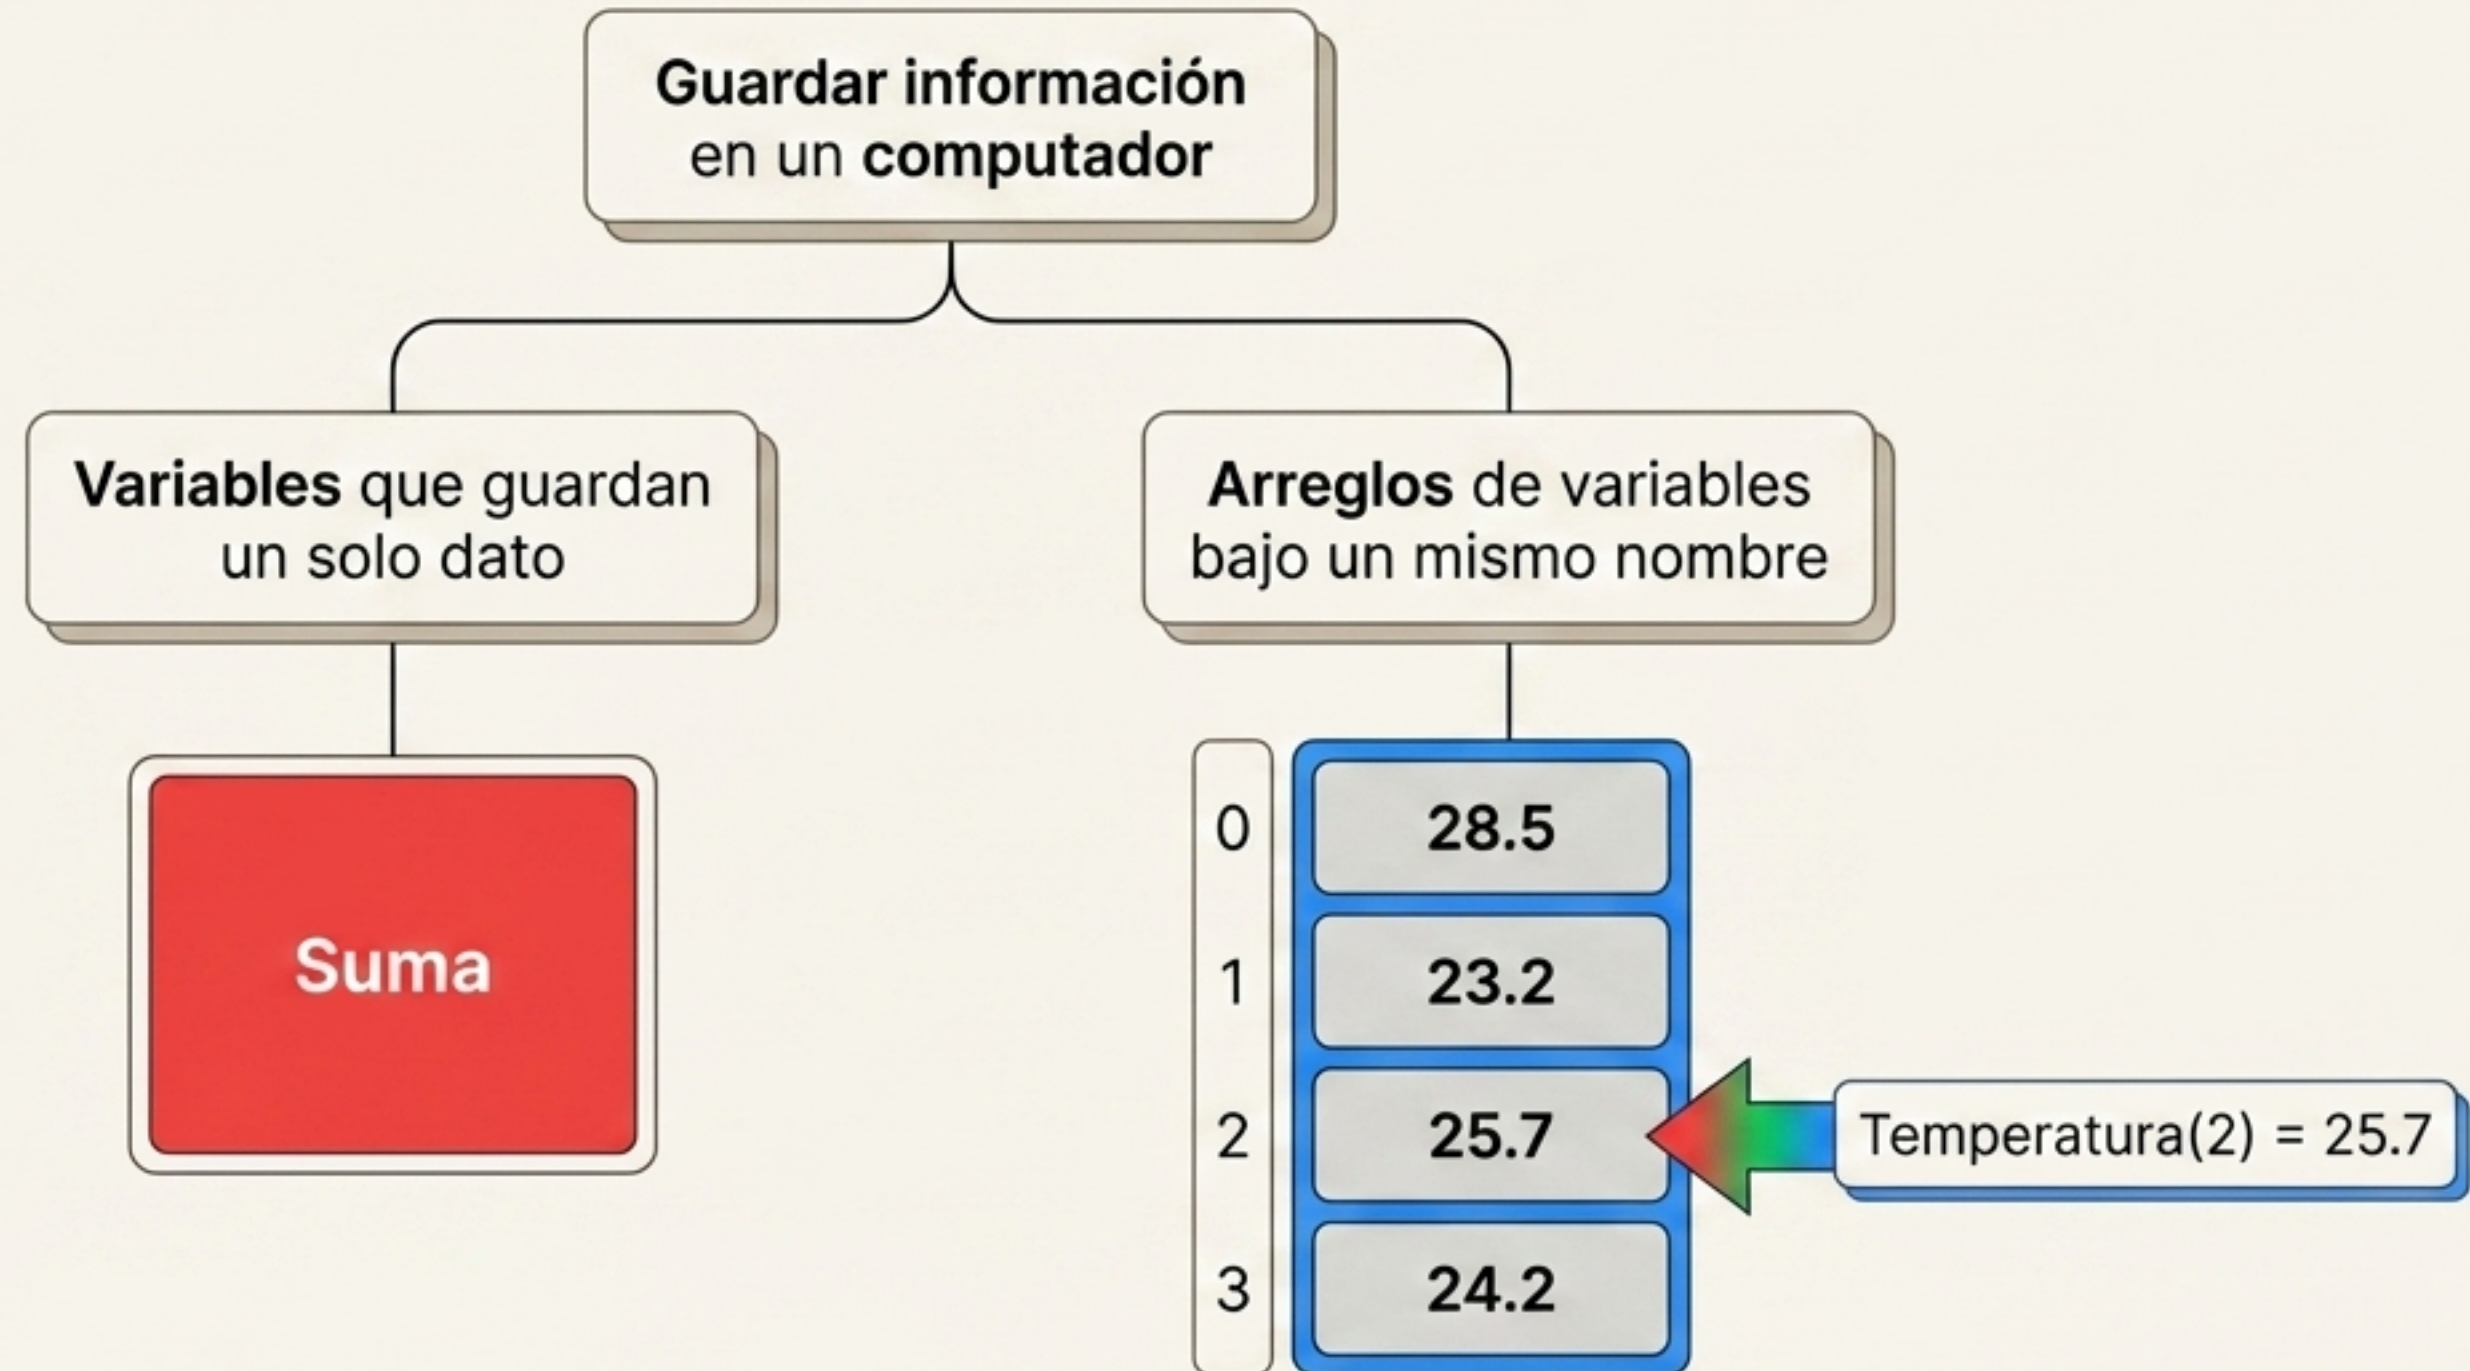 Guardar información
en un computador
Variables que guardan
un solo dato
Arreglos de variables
bajo un mismo nombre
Suma
0 28.5
1 23.2
2 25.7
Temperatura(2) = 25.7
3 24.2